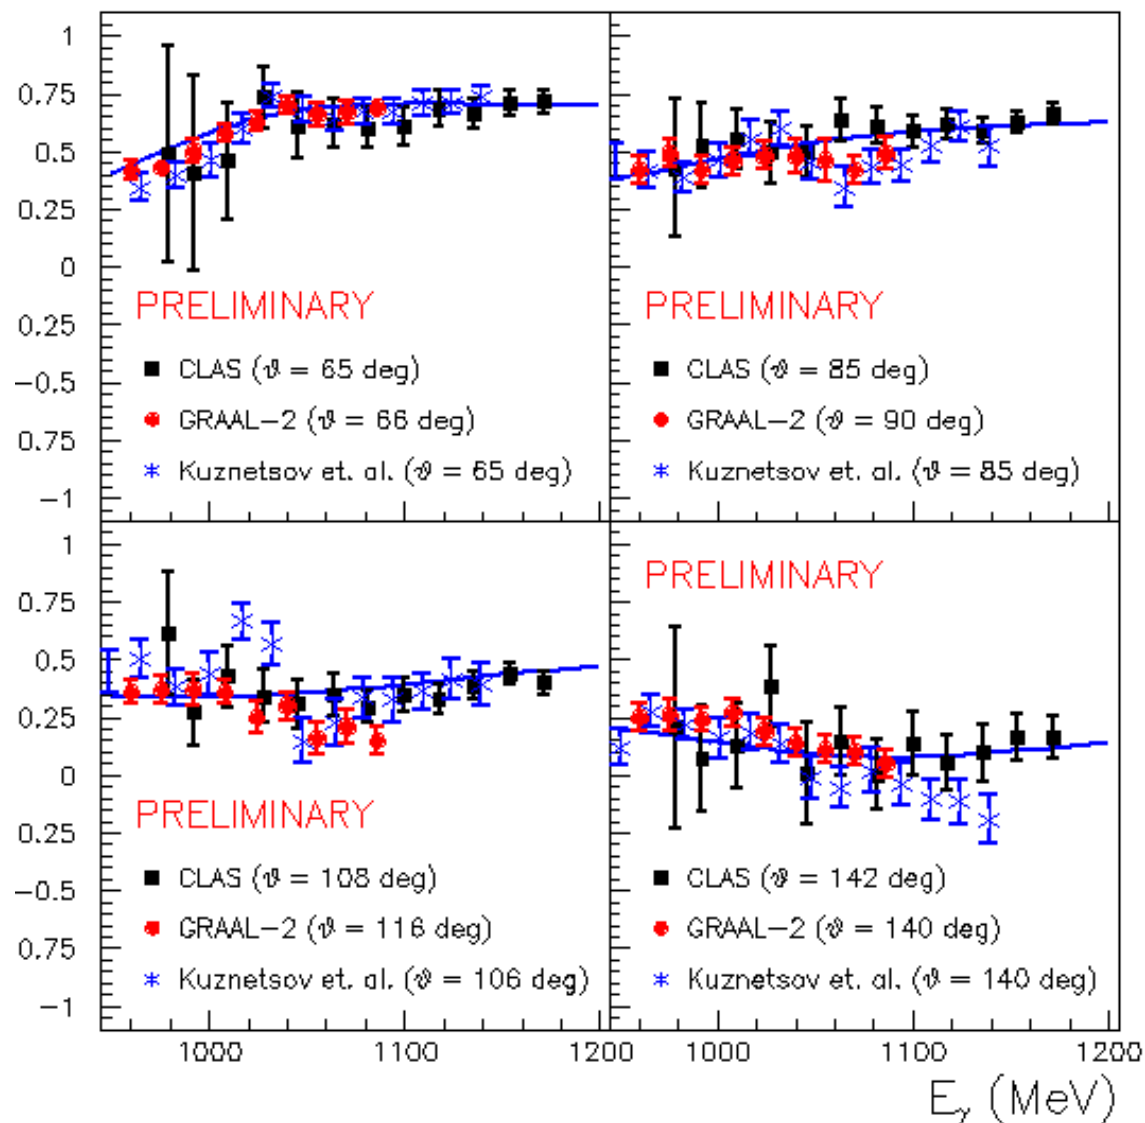 1
0.75
0.5
0.25
0
0.25
−0.5
0.75
−1
PRELIMINARY
CLAS (ϑ = 65 deg)
GRAAL−2 (ϑ = 66 deg)
Kuznetsov et. al. (ϑ = 65 deg)
PRELIMINARY
CLAS (ϑ = 85 deg)
GRAAL−2 (ϑ = 90 deg)
Kuznetsov et. al. (ϑ = 85 deg)
1
0.75
0.5
0.25
0
0.25
−0.5
0.75
−1
PRELIMINARY
CLAS (ϑ = 108 deg)
GRAAL−2 (ϑ = 116 deg)
Kuznetsov et. al. (ϑ = 106 deg)
PRELIMINARY
CLAS (ϑ = 142 deg)
GRAAL−2 (ϑ = 140 deg)
Kuznetsov et. al. (ϑ = 140 deg)
1000 1100 1200 1000 1100 1200
E_γ (MeV)